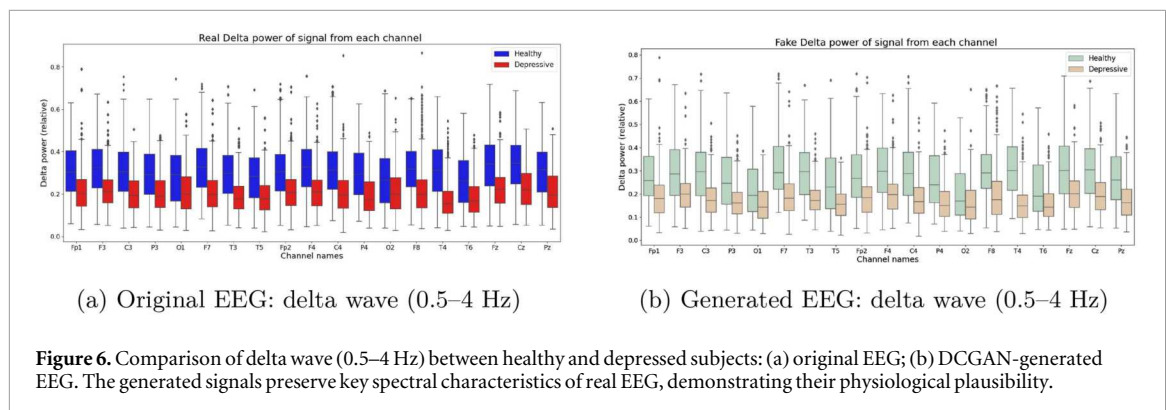 Real Delta power of signal from each channel
Healthy
Depressive
0.8
0.6
0.4
0.2
0.0
Delta power (relative)
Fp1 F3 C3 P3 O1 F7 T3 T5 Fp2 F4 C4 P4 O2 F8 T4 T6 Fz Cz Pz
Channel names
(a) Original EEG: delta wave (0.5–4 Hz)
Fake Delta power of signal from each channel
Healthy
Depressive
0.8
0.7
0.6
0.5
0.4
0.3
0.2
0.1
0.0
Delta power (relative)
Fp1 F3 C3 P3 O1 F7 T3 T5 Fp2 F4 C4 P4 O2 F8 T4 T6 Fz Cz Pz
Channel names
(b) Generated EEG: delta wave (0.5–4 Hz)
Figure 6. Comparison of delta wave (0.5–4 Hz) between healthy and depressed subjects: (a) original EEG; (b) DCGAN-generated
EEG. The generated signals preserve key spectral characteristics of real EEG, demonstrating their physiological plausibility.